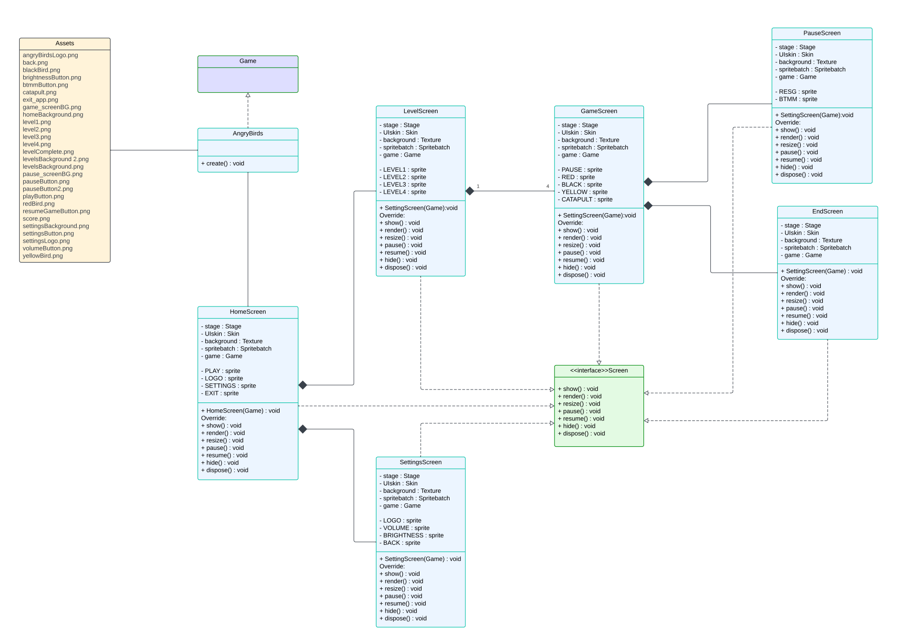 Assets
angryBirdsLogo.png
back.png
blackBird.png
brightnessButton.png
btmmButton.png
catapult.png
exit_app.png
game_screenBG.png
homeBackground.png
level1.png
level2.png
level3.png
level4.png
levelComplete.png
levelsBackground 2.png
levelsBackground.png
pause_screenBG.png
pauseButton.png
pauseButton2.png
playButton.png
redBird.png
resumeGameButton.png
score.png
settingsBackground.png
settingsButton.png
settingsLogo.png
volumeButton.png
yellowBird.png
Game
AngryBirds
+ create() : void
HomeScreen
- stage : Stage
- UIskin : Skin
- background : Texture
- spritebatch : Spritebatch
- game : Game
- PLAY : sprite
- LOGO : sprite
- SETTINGS : sprite
- EXIT : sprite
+ HomeScreen(Game) : void
Override:
+ show() : void
+ render() : void
+ resize() : void
+ pause() : void
+ resume() : void
+ hide() : void
+ dispose() : void
LevelScreen
- stage : Stage
- UIskin : Skin
- background : Texture
- spritebatch : Spritebatch
- game : Game
- LEVEL1 : sprite
- LEVEL2 : sprite
- LEVEL3 : sprite
- LEVEL4 : sprite
+ SettingScreen(Game):void
Override:
+ show() : void
+ render() : void
+ resize() : void
+ pause() : void
+ resume() : void
+ hide() : void
+ dispose() : void
1
4
SettingsScreen
- stage : Stage
- UIskin : Skin
- background : Texture
- spritebatch : Spritebatch
- game : Game
- LOGO : sprite
- VOLUME : sprite
- BRIGHTNESS : sprite
- BACK : sprite
+ SettingScreen(Game) : void
Override:
+ show() : void
+ render() : void
+ resize() : void
+ pause() : void
+ resume() : void
+ hide() : void
+ dispose() : void
GameScreen
- stage : Stage
- UIskin : Skin
- background : Texture
- spritebatch : Spritebatch
- game : Game
- PAUSE : sprite
- RED : sprite
- BLACK : sprite
- YELLOW : sprite
- CATAPULT : sprite
+ SettingScreen(Game):void
Override:
+ show() : void
+ render() : void
+ resize() : void
+ pause() : void
+ resume() : void
+ hide() : void
+ dispose() : void
<<interface>>Screen
+ show() : void
+ render() : void
+ resize() : void
+ pause() : void
+ resume() : void
+ hide() : void
+ dispose() : void
PauseScreen
- stage : Stage
- UIskin : Skin
- background : Texture
- spritebatch : Spritebatch
- game : Game
- RESG : sprite
- BTMM : sprite
+ SettingScreen(Game):void
Override:
+ show() : void
+ render() : void
+ resize() : void
+ pause() : void
+ resume() : void
+ hide() : void
+ dispose() : void
EndScreen
- stage : Stage
- UIskin : Skin
- background : Texture
- spritebatch : Spritebatch
- game : Game
+ SettingScreen(Game) : void
Override:
+ show() : void
+ render() : void
+ resize() : void
+ pause() : void
+ resume() : void
+ hide() : void
+ dispose() : void